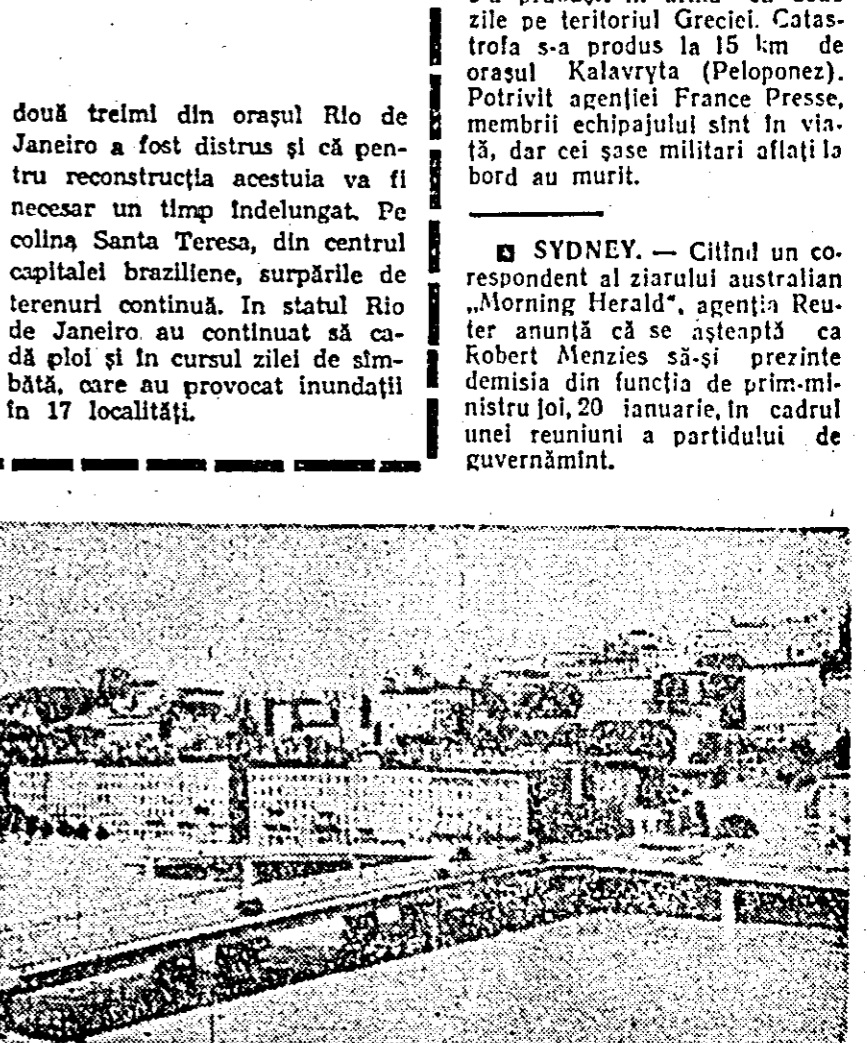 două treimi din orașul Rio de
Janeiro a fost distrus și că pen-
tru reconstrucția acestuia va fi
necesar un timp îndelungat. Pe
colina Santa Teresa, din centrul
capitalei braziliene, surpările de
terenuri continuă. In statul Rio
de Janeiro au continuat să ca-
dă ploi și în cursul zilei de sîm-
bătă, care au provocat inundații
în 17 localități.
zile pe teritoriul Greciei. Catas-
trofa s-a produs la 15 km de
orașul Kalavryta (Peloponez).
Potrivit agenției France Presse,
membrii echipajului sînt în via-
ță, dar cei șase militari aflați la
bord au murit.
SYDNEY. — Citînd un co-
respondent al ziarului australian
„Morning Herald", agenția Reu-
ter anunță că se așteaptă ca
Robert Menzies să-și prezinte
demisia din funcția de prim-mi-
nistru joi, 20 ianuarie, în cadrul
unei reuniuni a partidului de
guvernămînt.